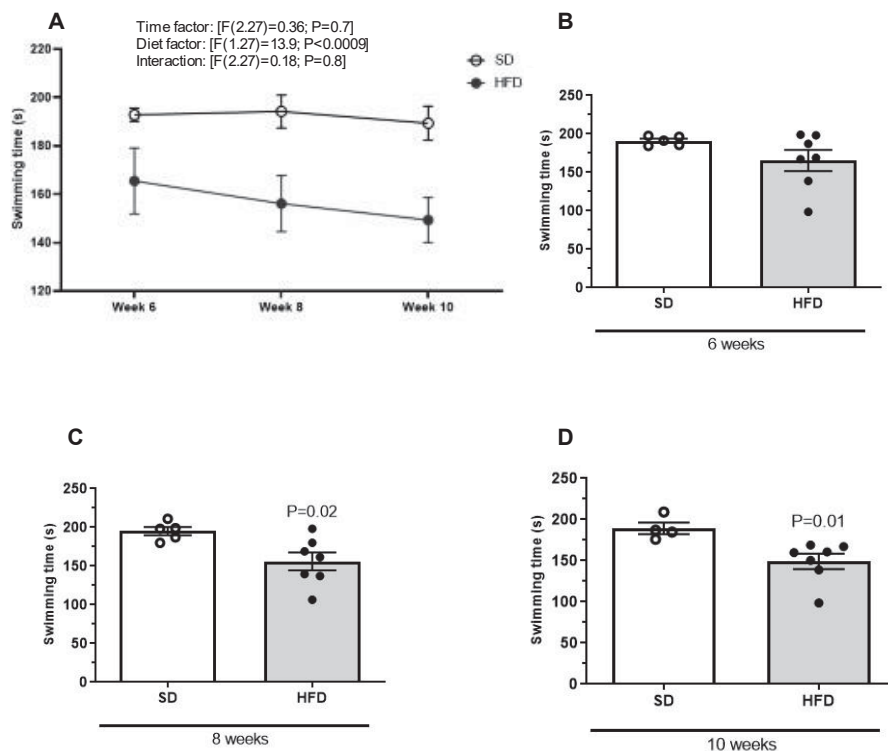 A
Time factor: [F(2.27)=0.36; P=0.7]
Diet factor: [F(1.27)=13.9; P<0.0009]
Interaction: [F(2.27)=0.18; P=0.8]
SD
HFD
Swimming time (s)
220
200
180
160
140
120
Week 6
Week 8
Week 10
B
Swimming time (s)
250
200
150
100
50
0
SD
HFD
6 weeks
C
Swimming time (s)
250
200
150
100
50
0
P=0.02
SD
HFD
8 weeks
D
Swimming time (s)
250
200
150
100
50
0
P=0.01
SD
HFD
10 weeks